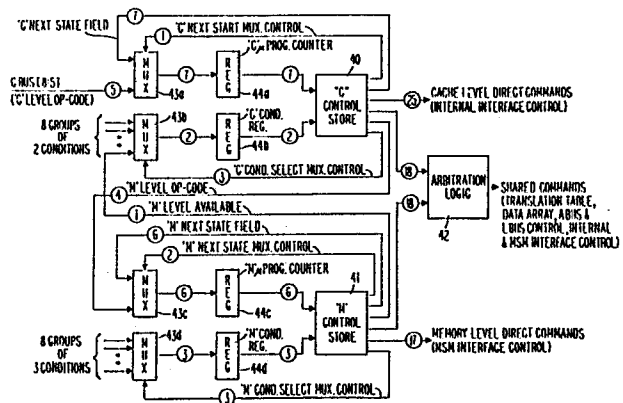 "C" NEXT STATE FIELD
7
"C" NEXT START MUX. CONTROL
1
"C" µ PROG. COUNTER
MUX
7
REG
7
40
"C" CONTROL STORE
5
43a
44a
('C' LEVEL OP-CODE)
25
CACHE LEVEL DIRECT COMMANDS
(INTERNAL INTERFACE CONTROL)
8 GROUPS
OF
2 CONDITIONS
MUX
43b
2
"C" COND. REG.
REG
44b
2
3
"C" COND. SELECT MUX. CONTROL
4
"M" LEVEL OP-CODE
1
"M" LEVEL AVAILABLE
18
18
ARBITRATION
LOGIC
42
SHARED COMMANDS
(TRANSLATION TABLE,
DATA ARRAY, ABUS &
LBUS CONTROL, INTERNAL
& MSM INTERFACE CONTROL)
6
"M" NEXT STATE FIELD
2
"M" NEXT STATE MUX. CONTROL
"M" µ PROG. COUNTER
MUX
43c
6
REG
44c
6
41
"M" CONTROL STORE
8 GROUPS
OF
3 CONDITIONS
MUX
43d
3
"M" COND. REG.
REG
44d
3
17
MEMORY LEVEL DIRECT COMMANDS
(MSM INTERFACE CONTROL)
3
"M" COND. SELECT MUX. CONTROL